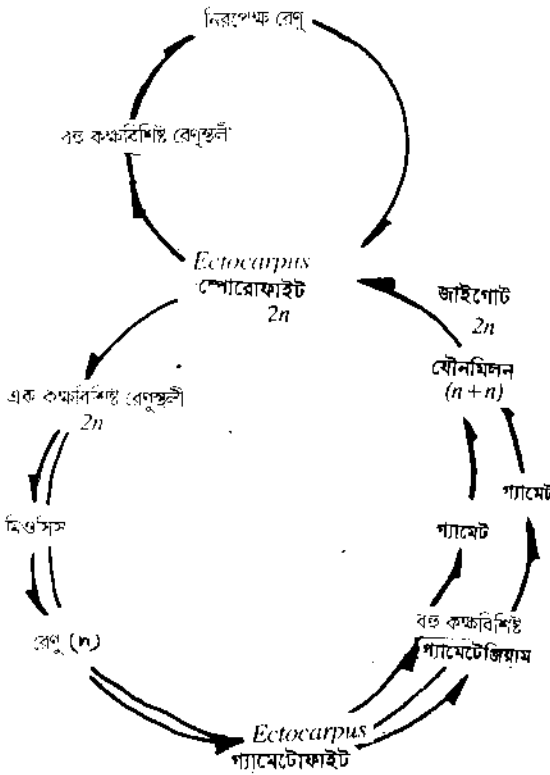 নিরপেক্ষ রেণু
বহু কক্ষবিশিষ্ট রেণুস্থলী
Ectocarpus
স্পোরোফাইট
2n
জাইগোট
2n
যৌনমিলন
(n+n)
এক কক্ষবিশিষ্ট রেণুস্থলী
2n
গ্যামেট
মিওসিস
গ্যামেট
রেণু (n)
বহু কক্ষবিশিষ্ট
গ্যামেটেঞ্জিয়াম
Ectocarpus
গ্যামেটোফাইট